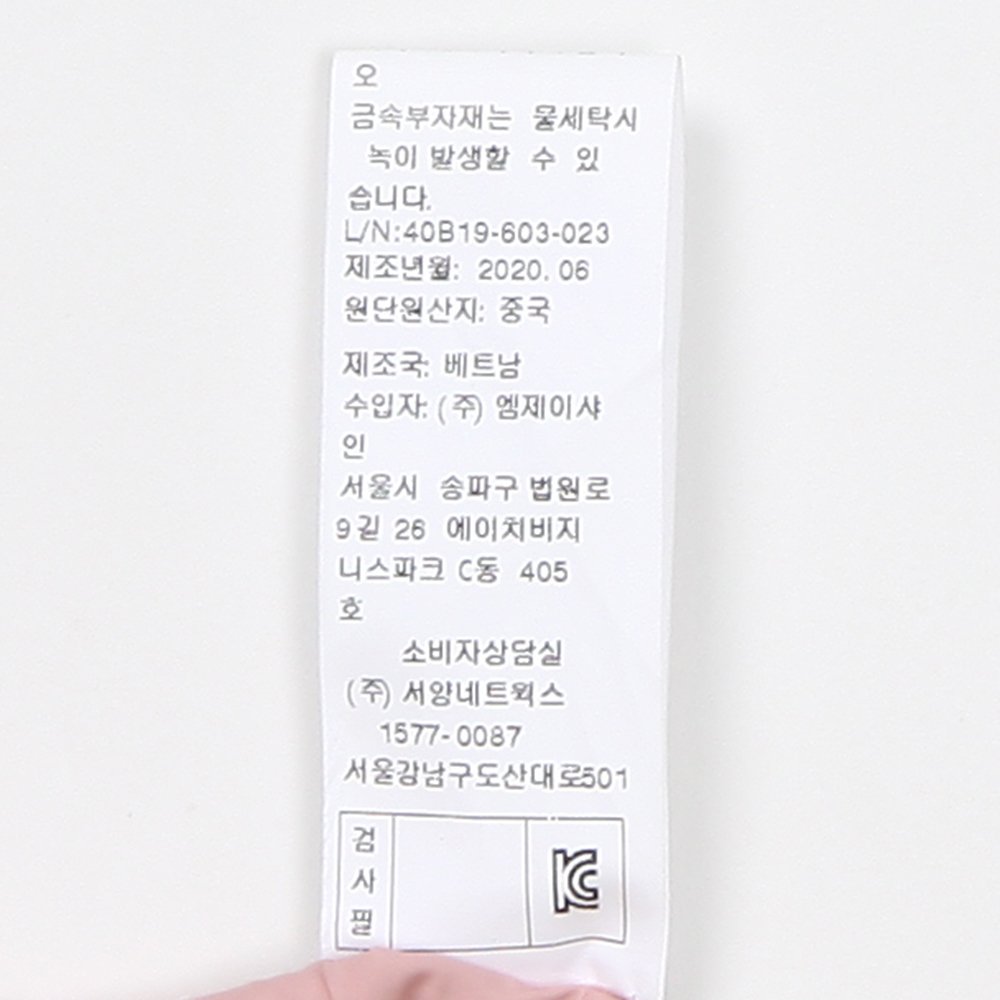 오
금속부자재는 물세탁시
녹이 발생할 수 있
습니다.
L/N:40B19-603-023
제조년월: 2020. 06
원단원산지: 중국
제조국: 베트남
수입자: (주) 엠제이샤
인
서울시 송파구 법원로
9길 26 에이치비지
니스파크 C동 405
호
소비자상담실
(주) 서양네트웍스
1577-0087
서울강남구도산대로501
검
사
필
KC